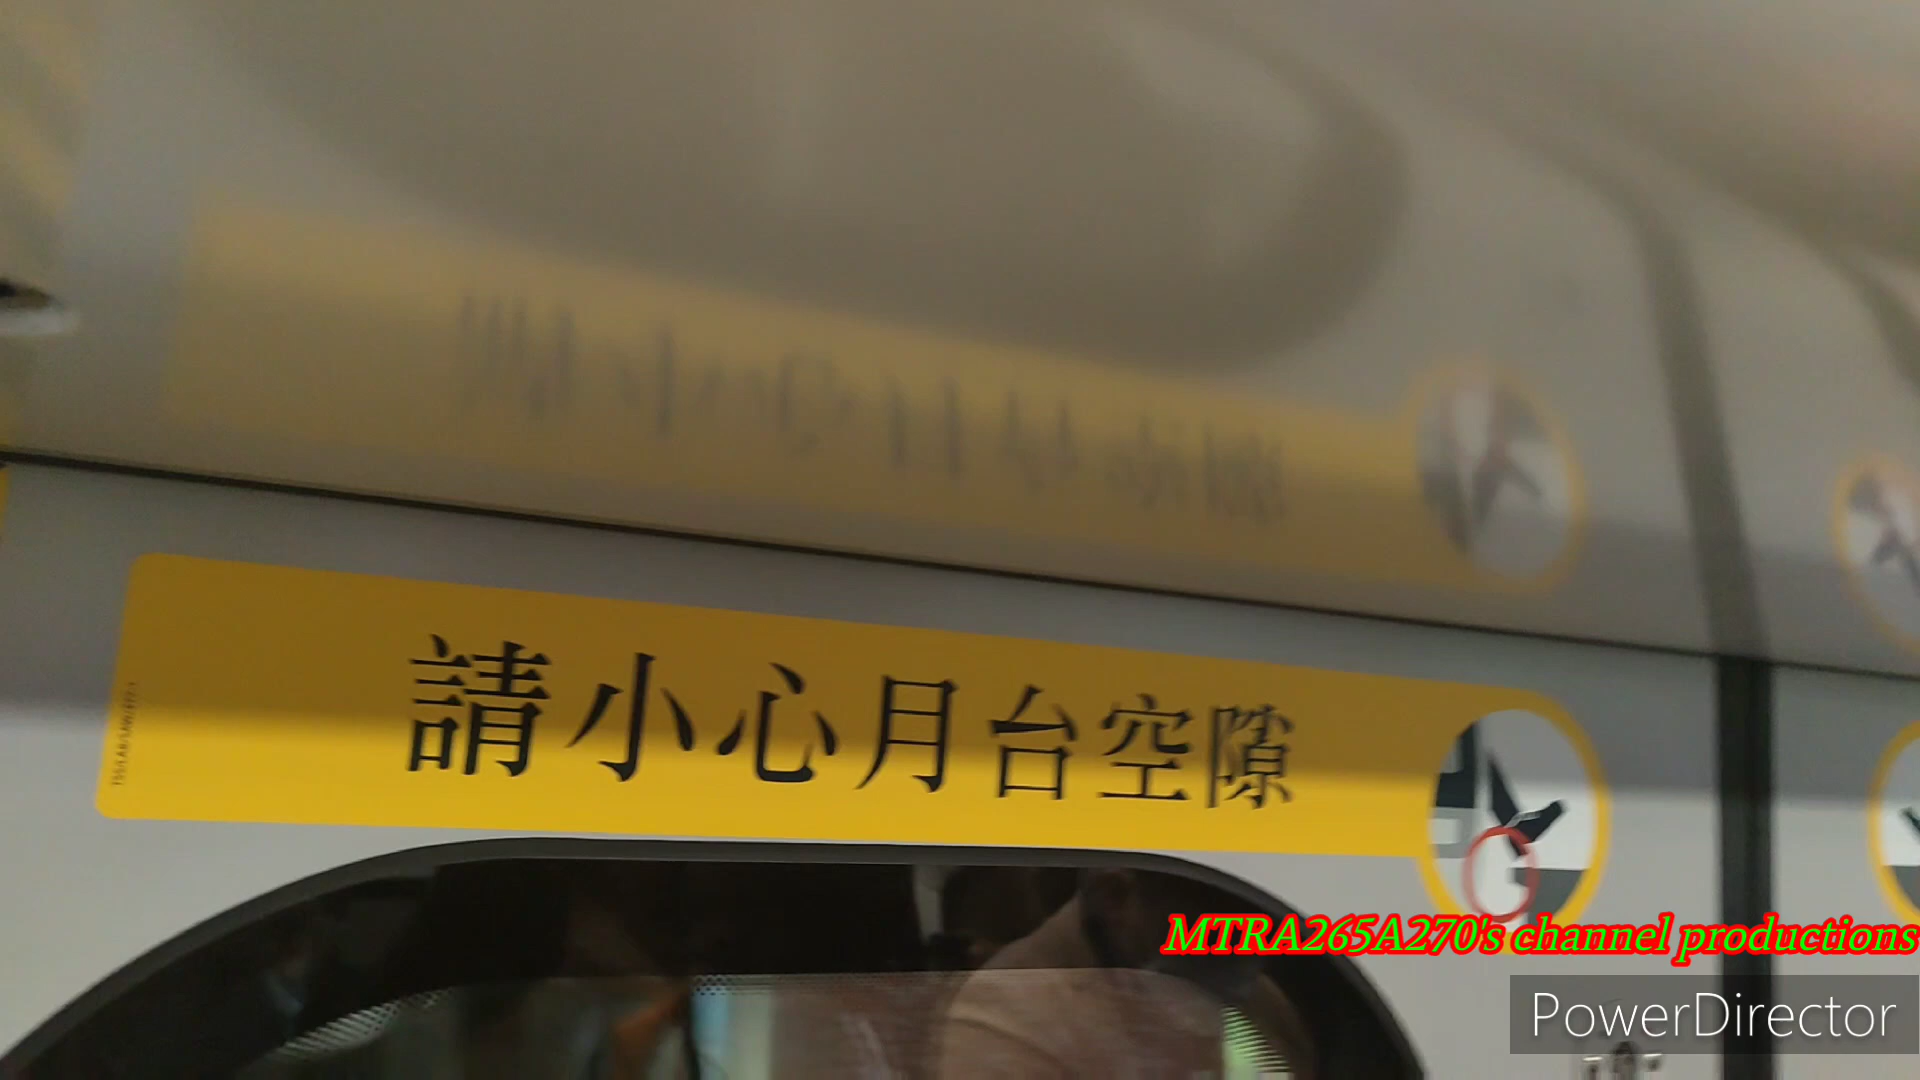 請小心月台空隙
MTRA265A270's channel productions
PowerDirector